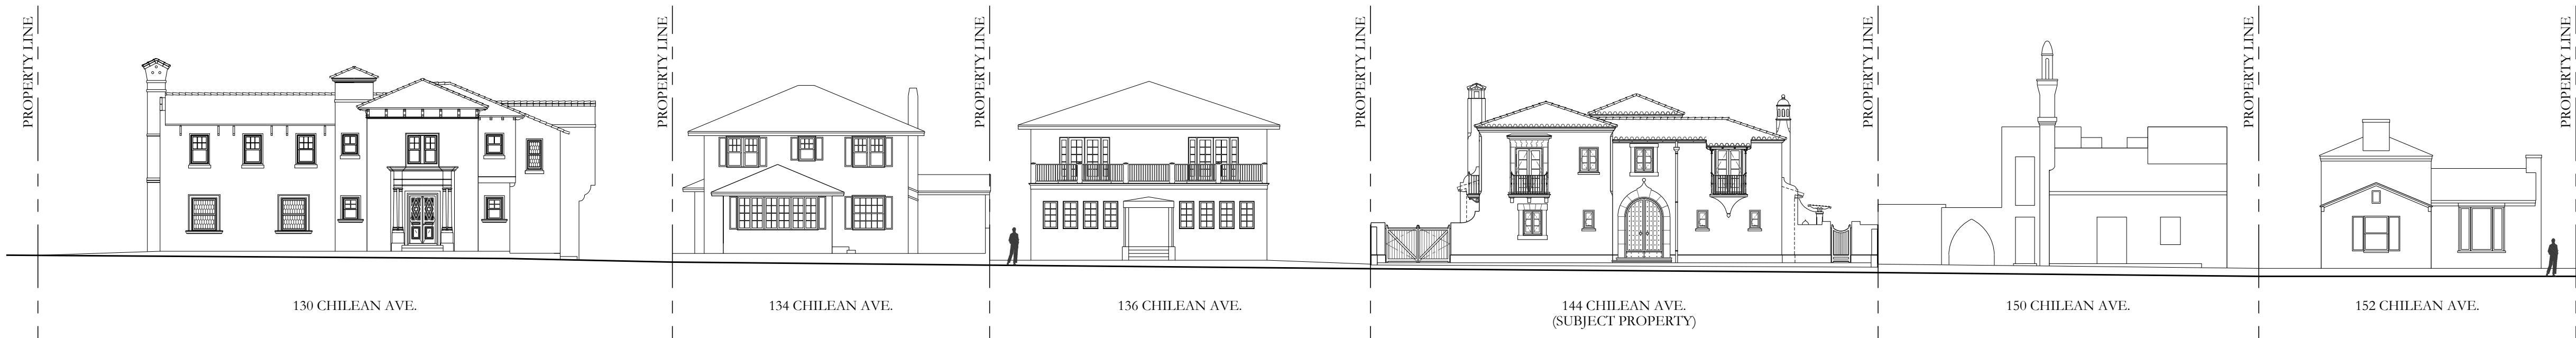 PROPERTY LINE
PROPERTY LINE
PROPERTY LINE
PROPERTY LINE
PROPERTY LINE
PROPERTY LINE
PROPERTY LINE
130 CHILEAN AVE.
134 CHILEAN AVE.
136 CHILEAN AVE.
144 CHILEAN AVE.
(SUBJECT PROPERTY)
150 CHILEAN AVE.
152 CHILEAN AVE.